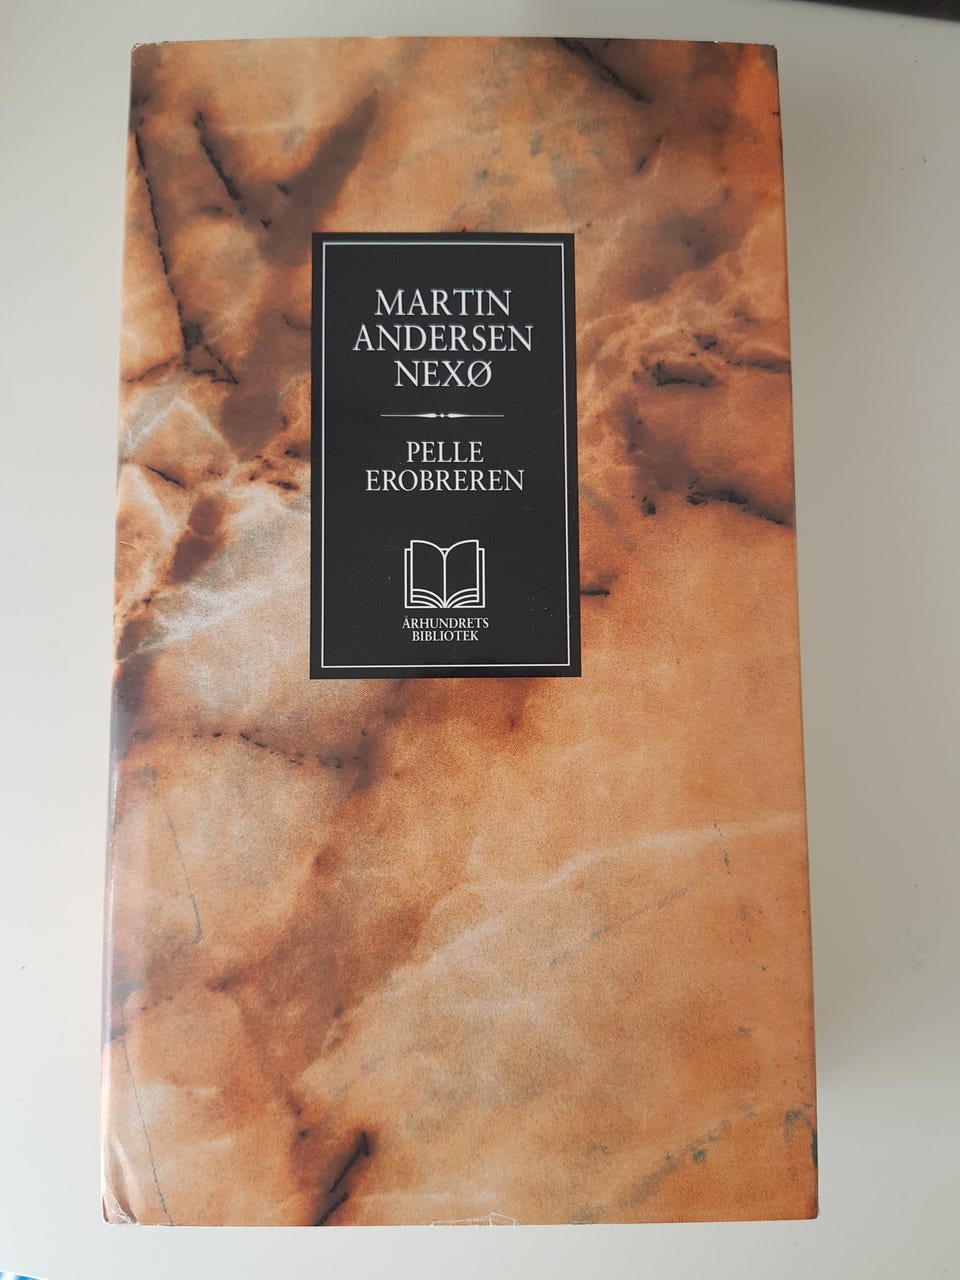 MARTIN
ANDERSEN
NEXØ
PELLE
EROBREREN
ÅRHUNDRETS
BIBLIOTEK